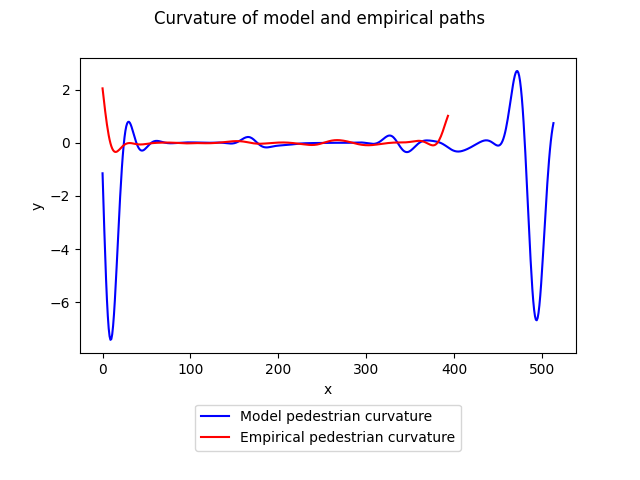 Curvature of model and empirical paths
2
0
−2
−4
−6
y
0 100 200 300 400 500
x
Model pedestrian curvature
Empirical pedestrian curvature